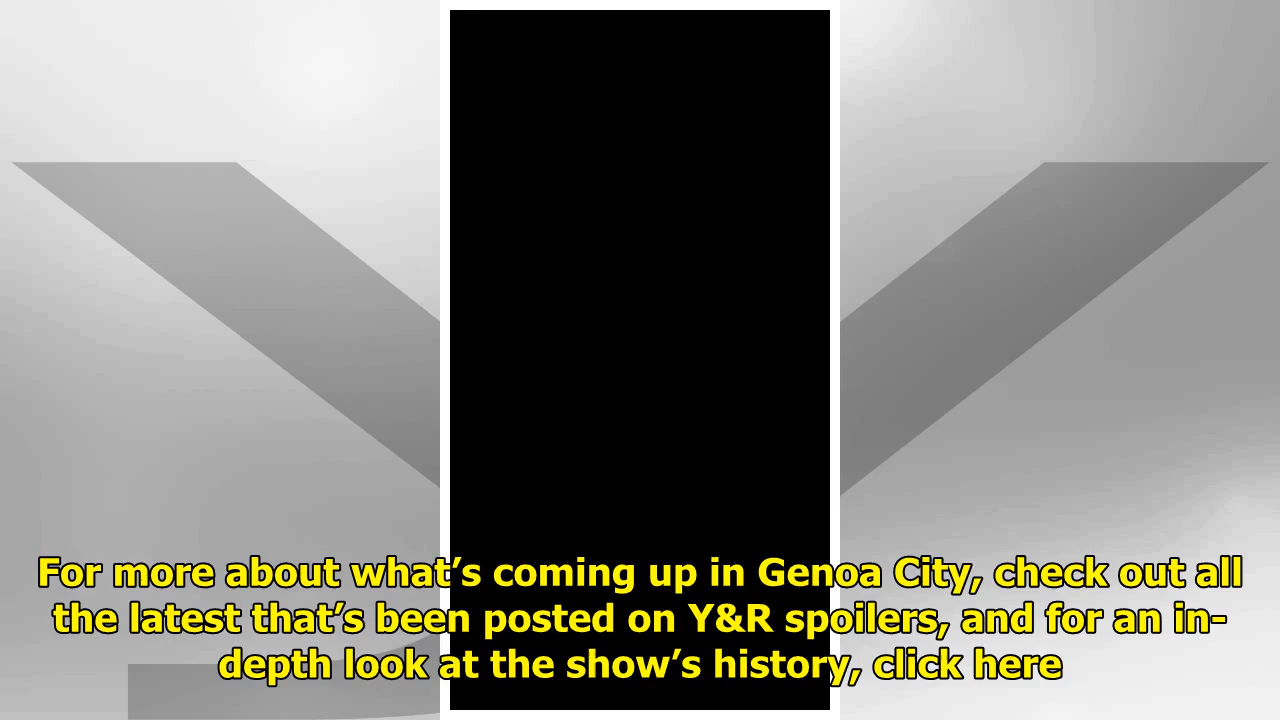 For more about what’s coming up in Genoa City, check out all
the latest that’s been posted on Y&R spoilers, and for an in-
depth look at the show’s history, click here